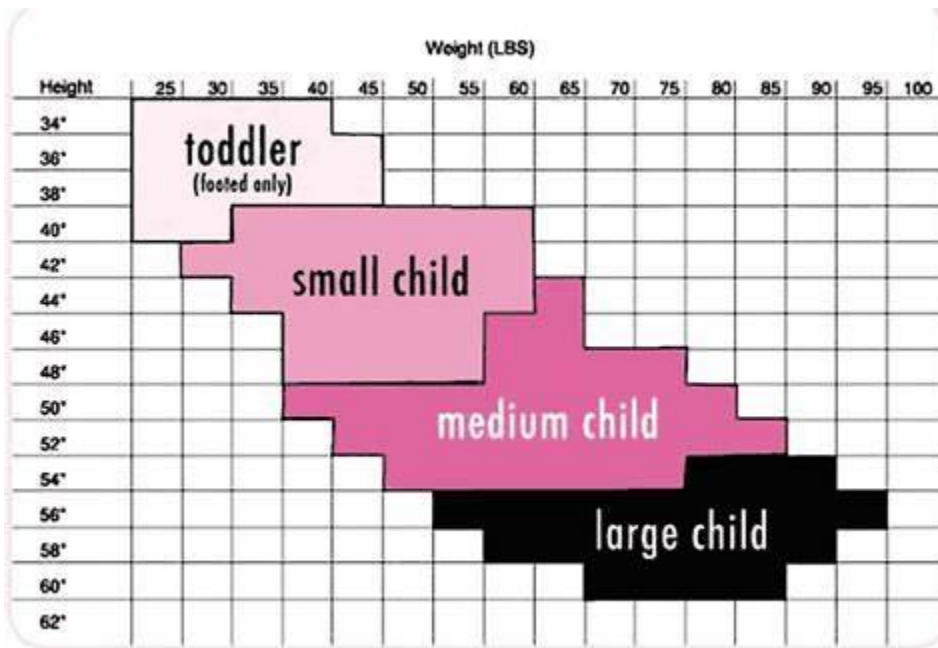 Weight (LBS)
Height 25 30 35 40 45 50 55 60 65 70 75 80 85 90 95 100
34"
36"
toddler
(footed only)
38"
40"
42"
small child
44"
46"
48"
50"
medium child
52"
54"
56"
large child
58"
60"
62"